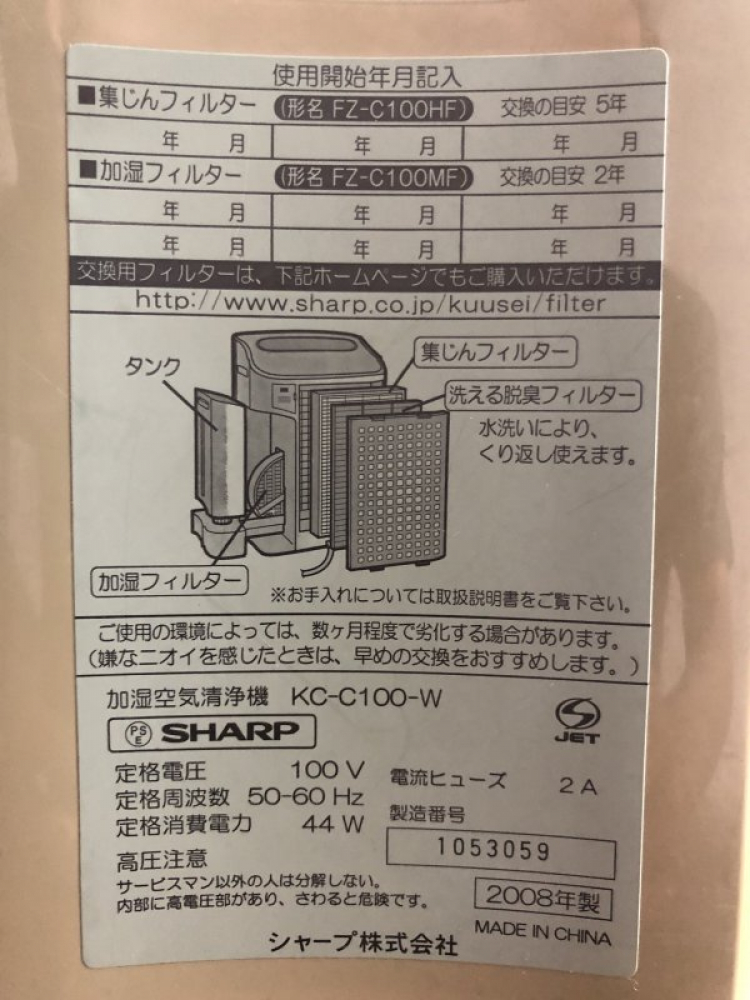 使用開始年月記入
■集じんフィルター (形名 FZ-C100HF) 交換の目安 5年
年 月 年 月 年 月
■加湿フィルター (形名 FZ-C100MF) 交換の目安 2年
年 月 年 月 年 月
年 月 年 月 年 月
交換用フィルターは、下記ホームページでもご購入いただけます。
http://www.sharp.co.jp/kuusei/filter
タンク
集じんフィルター
洗える脱臭フィルター
水洗いにより、
くり返し使えます。
加湿フィルター
※お手入れについては取扱説明書をご覧下さい。
ご使用の環境によっては、数ヶ月程度で劣化する場合があります。
(嫌なニオイを感じたときは、早めの交換をおすすめします。)
加湿空気清浄機 KC-C100-W
PSE SHARP
JET
定格電圧 100 V
定格周波数 50-60 Hz
定格消費電力 44 W
電流ヒューズ 2 A
製造番号
1053059
高圧注意
サービスマン以外の人は分解しない。
内部に高電圧部があり、さわると危険です。
2008年製
シャープ株式会社
MADE IN CHINA